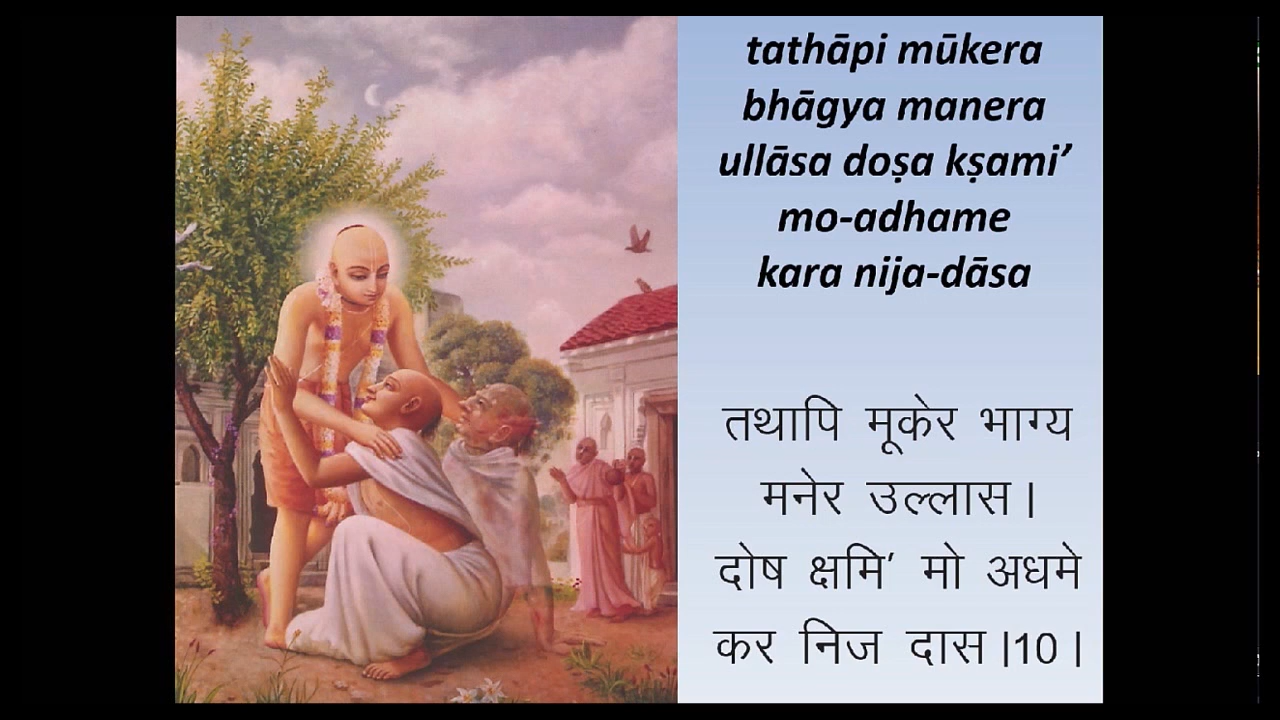 tathāpi mūkera
bhāgya manera
ullāsa doṣa kṣami’
mo-adhame
kara nija-dāsa
तथापि मूकेर भाग्य
मनेर उल्लास।
दोष क्षमि’ मो अधमे
कर निज दास।10।